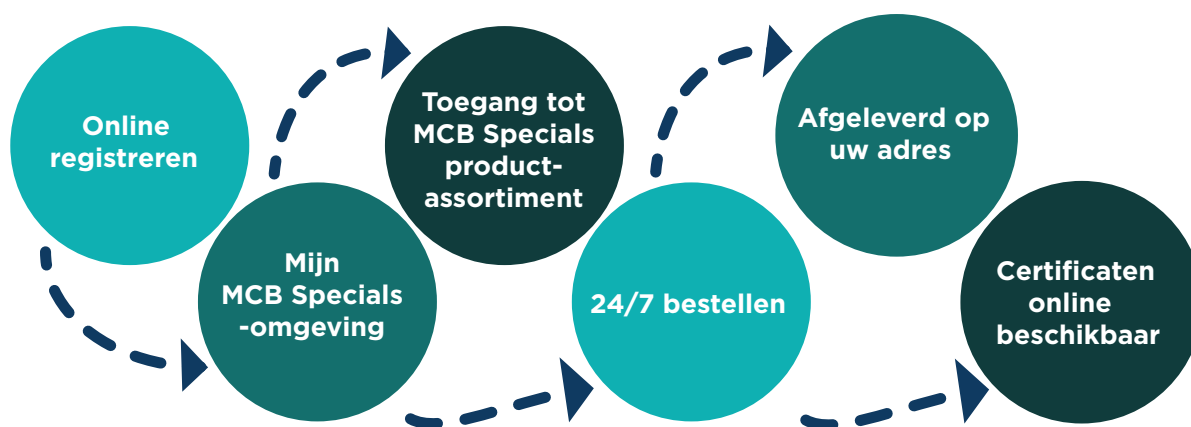 Online
registreren
Mijn
MCB Specials
-omgeving
Toegang tot
MCB Specials
product-
assortiment
24/7 bestellen
Afgeleverd op
uw adres
Certificaten
online
beschikbaar